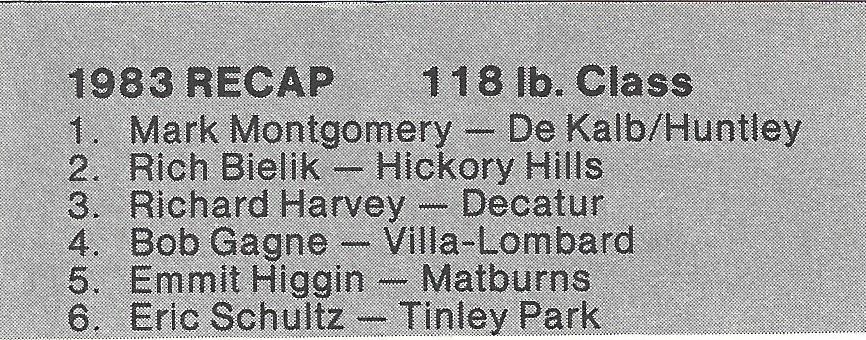 1983 RECAP 118 lb. Class
1. Mark Montgomery — De Kalb/Huntley
2. Rich Bielik — Hickory Hills
3. Richard Harvey — Decatur
4. Bob Gagne — Villa-Lombard
5. Emmit Higgin — Matburns
6. Eric Schultz — Tinley Park